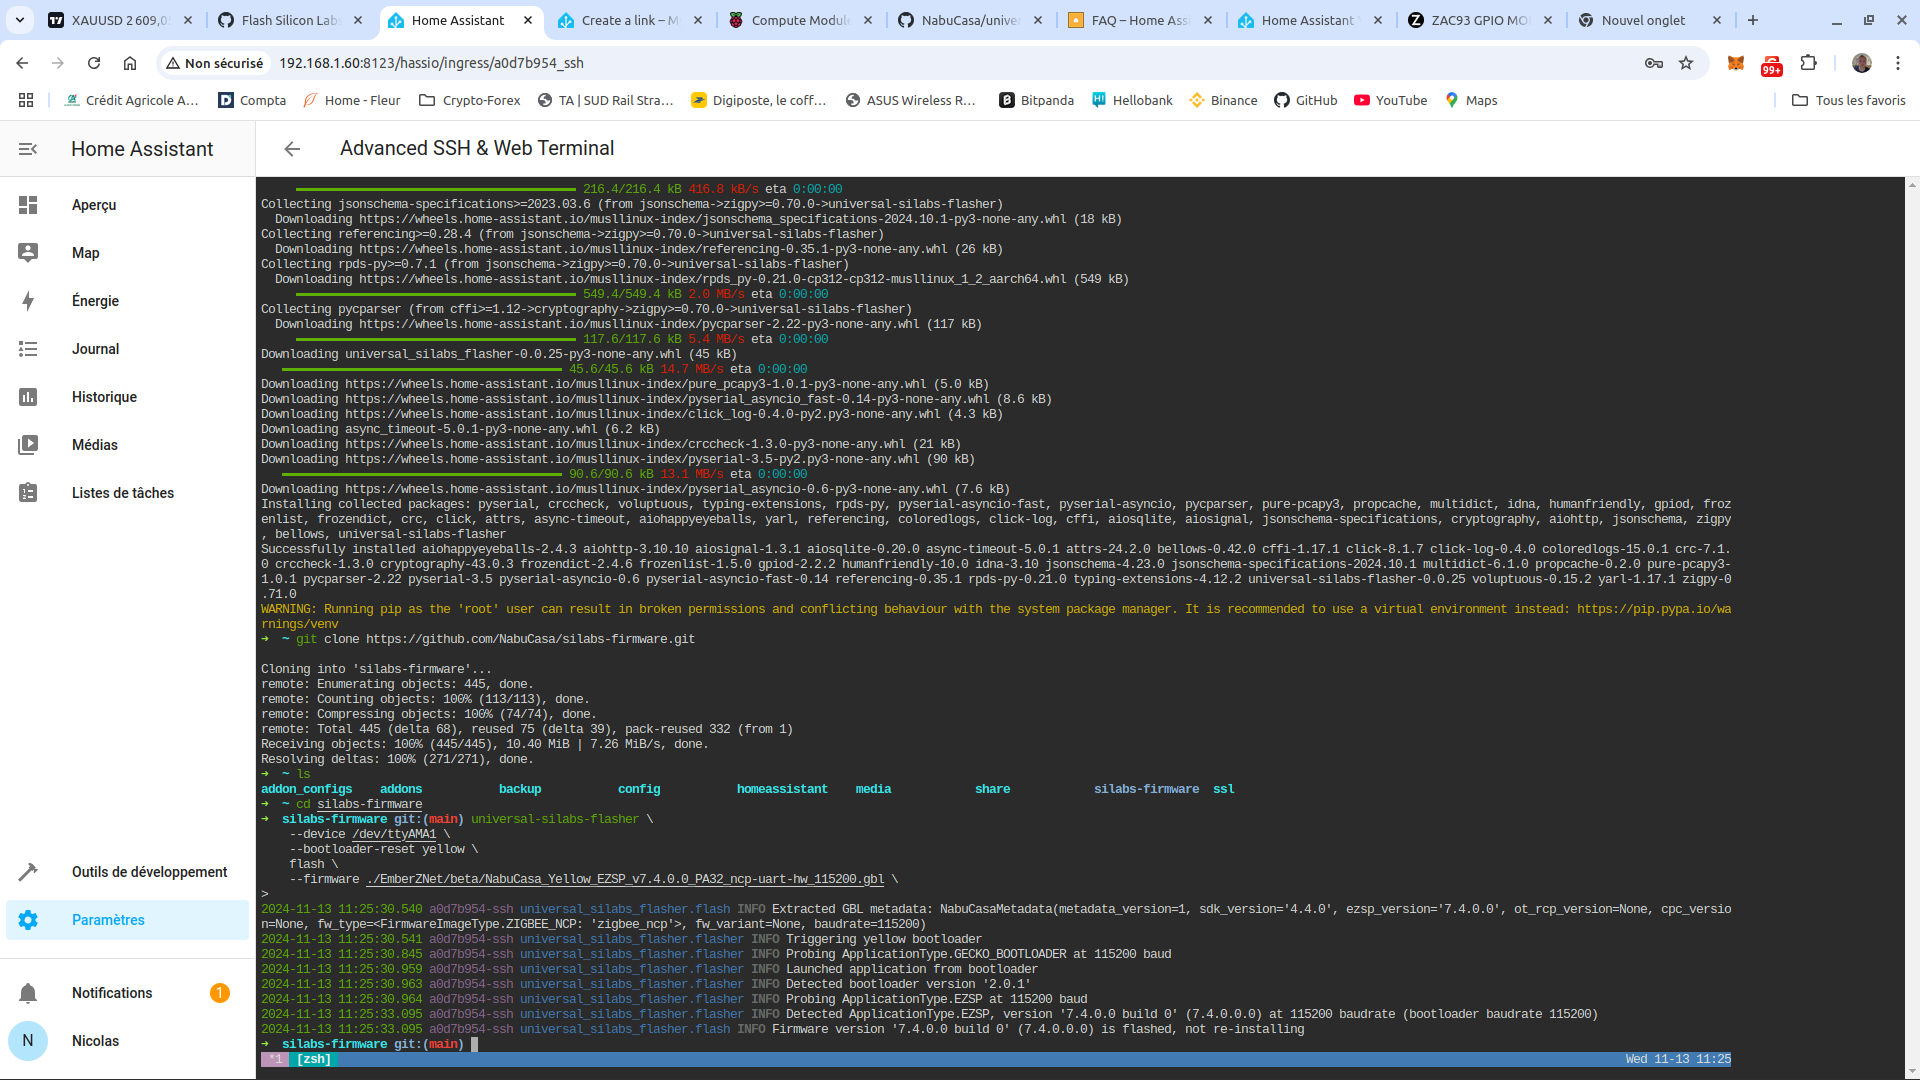 XAUUSD 2 609,0
Flash Silicon Lab
Home Assistant
Create a link – M
Compute Module
NabuCasa/unive
FAQ – Home Ass
Home Assistant
ZAC93 GPIO MO
Nouvel onglet
Non sécurisé
192.168.1.60:8123/hassio/ingress/a0d7b954_ssh
99+
Crédit Agricole A...
Compta
Home - Fleur
Crypto-Forex
TA | SUD Rail Stra...
Digiposte, le coff...
ASUS Wireless R...
Bitpanda
Hellobank
Binance
GitHub
YouTube
Maps
Tous les favoris
Home Assistant
Advanced SSH & Web Terminal
Aperçu
Map
Énergie
Journal
Historique
Médias
Listes de tâches
Outils de développement
Paramètres
Notifications
1
N
Nicolas
216.4/216.4 kB 416.8 kB/s eta 0:00:00
Collecting jsonschema-specifications>=2023.03.6 (from jsonschema->zigpy>=0.70.0->universal-silabs-flasher)
Downloading https://wheels.home-assistant.io/musllinux-index/jsonschema_specifications-2024.10.1-py3-none-any.whl (18 kB)
Collecting referencing>=0.28.4 (from jsonschema->zigpy>=0.70.0->universal-silabs-flasher)
Downloading https://wheels.home-assistant.io/musllinux-index/referencing-0.35.1-py3-none-any.whl (26 kB)
Collecting rpds-py>=0.7.1 (from jsonschema->zigpy>=0.70.0->universal-silabs-flasher)
Downloading https://wheels.home-assistant.io/musllinux-index/rpds_py-0.21.0-cp312-cp312-musllinux_1_2_aarch64.whl (549 kB)
549.4/549.4 kB 2.0 MB/s eta 0:00:00
Collecting pycparser (from cffi>=1.12->cryptography->zigpy>=0.70.0->universal-silabs-flasher)
Downloading https://wheels.home-assistant.io/musllinux-index/pycparser-2.22-py3-none-any.whl (117 kB)
117.6/117.6 kB 5.4 MB/s eta 0:00:00
Downloading universal_silabs_flasher-0.0.25-py3-none-any.whl (45 kB)
45.6/45.6 kB 14.7 MB/s eta 0:00:00
Downloading https://wheels.home-assistant.io/musllinux-index/pure_pcapy3-1.0.1-py3-none-any.whl (5.0 kB)
Downloading https://wheels.home-assistant.io/musllinux-index/pyserial_asyncio_fast-0.14-py3-none-any.whl (8.6 kB)
Downloading https://wheels.home-assistant.io/musllinux-index/click_log-0.4.0-py2.py3-none-any.whl (4.3 kB)
Downloading async_timeout-5.0.1-py3-none-any.whl (6.2 kB)
Downloading https://wheels.home-assistant.io/musllinux-index/crccheck-1.3.0-py3-none-any.whl (21 kB)
Downloading https://wheels.home-assistant.io/musllinux-index/pyserial-3.5-py2.py3-none-any.whl (90 kB)
90.6/90.6 kB 13.1 MB/s eta 0:00:00
Downloading https://wheels.home-assistant.io/musllinux-index/pyserial_asyncio-0.6-py3-none-any.whl (7.6 kB)
Installing collected packages: pyserial, crccheck, voluptuous, typing-extensions, rpds-py, pyserial-asyncio-fast, pyserial-asyncio, pycparser, pure-pcapy3, propcache, multidict, idna, humanfriendly, gpiod, froz
enlist, frozendict, crc, click, attrs, async-timeout, aiohappyeyeballs, yarl, referencing, coloredlogs, click-log, cffi, aiosqlite, aiosignal, jsonschema-specifications, cryptography, aiohttp, jsonschema, zigpy
, bellows, universal-silabs-flasher
Successfully installed aiohappyeyeballs-2.4.3 aiohttp-3.10.10 aiosignal-1.3.1 aiosqlite-0.20.0 async-timeout-5.0.1 attrs-24.2.0 bellows-0.42.0 cffi-1.17.1 click-8.1.7 click-log-0.4.0 coloredlogs-15.0.1 crc-7.1.
0 crccheck-1.3.0 cryptography-43.0.3 frozendict-2.4.6 frozenlist-1.5.0 gpiod-2.2.2 humanfriendly-10.0 idna-3.10 jsonschema-4.23.0 jsonschema-specifications-2024.10.1 multidict-6.1.0 propcache-0.2.0 pure-pcapy3-
1.0.1 pycparser-2.22 pyserial-3.5 pyserial-asyncio-0.6 pyserial-asyncio-fast-0.14 referencing-0.35.1 rpds-py-0.21.0 typing-extensions-4.12.2 universal-silabs-flasher-0.0.25 voluptuous-0.15.2 yarl-1.17.1 zigpy-0
.71.0
WARNING: Running pip as the 'root' user can result in broken permissions and conflicting behaviour with the system package manager. It is recommended to use a virtual environment instead: https://pip.pypa.io/wa
rnings/venv
➜ ~ git clone https://github.com/NabuCasa/silabs-firmware.git
Cloning into 'silabs-firmware'...
remote: Enumerating objects: 445, done.
remote: Counting objects: 100% (113/113), done.
remote: Compressing objects: 100% (74/74), done.
remote: Total 445 (delta 68), reused 75 (delta 39), pack-reused 332 (from 1)
Receiving objects: 100% (445/445), 10.40 MiB | 7.26 MiB/s, done.
Resolving deltas: 100% (271/271), done.
➜ ~ ls
addon_configs addons backup config homeassistant media share silabs-firmware ssl
➜ ~ cd silabs-firmware
➜ silabs-firmware git:(main) universal-silabs-flasher \
--device /dev/ttyAMA1 \
--bootloader-reset yellow \
flash \
--firmware ./EmberZNet/beta/NabuCasa_Yellow_EZSP_v7.4.0.0_PA32_ncp-uart-hw_115200.gbl \
>
2024-11-13 11:25:30.540 a0d7b954-ssh universal_silabs_flasher.flash INFO Extracted GBL metadata: NabuCasaMetadata(metadata_version=1, sdk_version='4.4.0', ezsp_version='7.4.0.0', ot_rcp_version=None, cpc_versio
n=None, fw_type=<FirmwareImageType.ZIGBEE_NCP: 'zigbee_ncp'>, fw_variant=None, baudrate=115200)
2024-11-13 11:25:30.541 a0d7b954-ssh universal_silabs_flasher.flasher INFO Triggering yellow bootloader
2024-11-13 11:25:30.845 a0d7b954-ssh universal_silabs_flasher.flasher INFO Probing ApplicationType.GECKO_BOOTLOADER at 115200 baud
2024-11-13 11:25:30.959 a0d7b954-ssh universal_silabs_flasher.flasher INFO Launched application from bootloader
2024-11-13 11:25:30.963 a0d7b954-ssh universal_silabs_flasher.flasher INFO Detected bootloader version '2.0.1'
2024-11-13 11:25:30.964 a0d7b954-ssh universal_silabs_flasher.flasher INFO Probing ApplicationType.EZSP at 115200 baud
2024-11-13 11:25:33.095 a0d7b954-ssh universal_silabs_flasher.flasher INFO Detected ApplicationType.EZSP, version '7.4.0.0 build 0' (7.4.0.0.0) at 115200 baudrate (bootloader baudrate 115200)
2024-11-13 11:25:33.095 a0d7b954-ssh universal_silabs_flasher.flash INFO Firmware version '7.4.0.0 build 0' (7.4.0.0.0) is flashed, not re-installing
➜ silabs-firmware git:(main)
*1 [zsh]
Wed 11-13 11:25